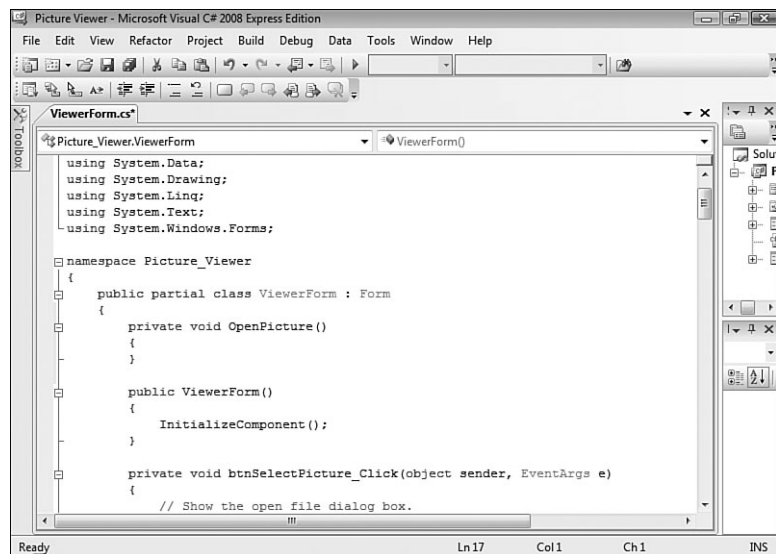 Picture Viewer - Microsoft Visual C# 2008 Express Edition
File Edit View Refactor Project Build Debug Data Tools Window Help
ViewerForm.cs*
Toolbox
Picture_Viewer.ViewerForm
ViewerForm()
using System.Data;
using System.Drawing;
using System.Linq;
using System.Text;
using System.Windows.Forms;
namespace Picture_Viewer
{
public partial class ViewerForm : Form
{
private void OpenPicture()
{
}
public ViewerForm()
{
InitializeComponent();
}
private void btnSelectPicture_Click(object sender, EventArgs e)
{
// Show the open file dialog box.
Solu
Ready Ln 17 Col 1 Ch 1 INS